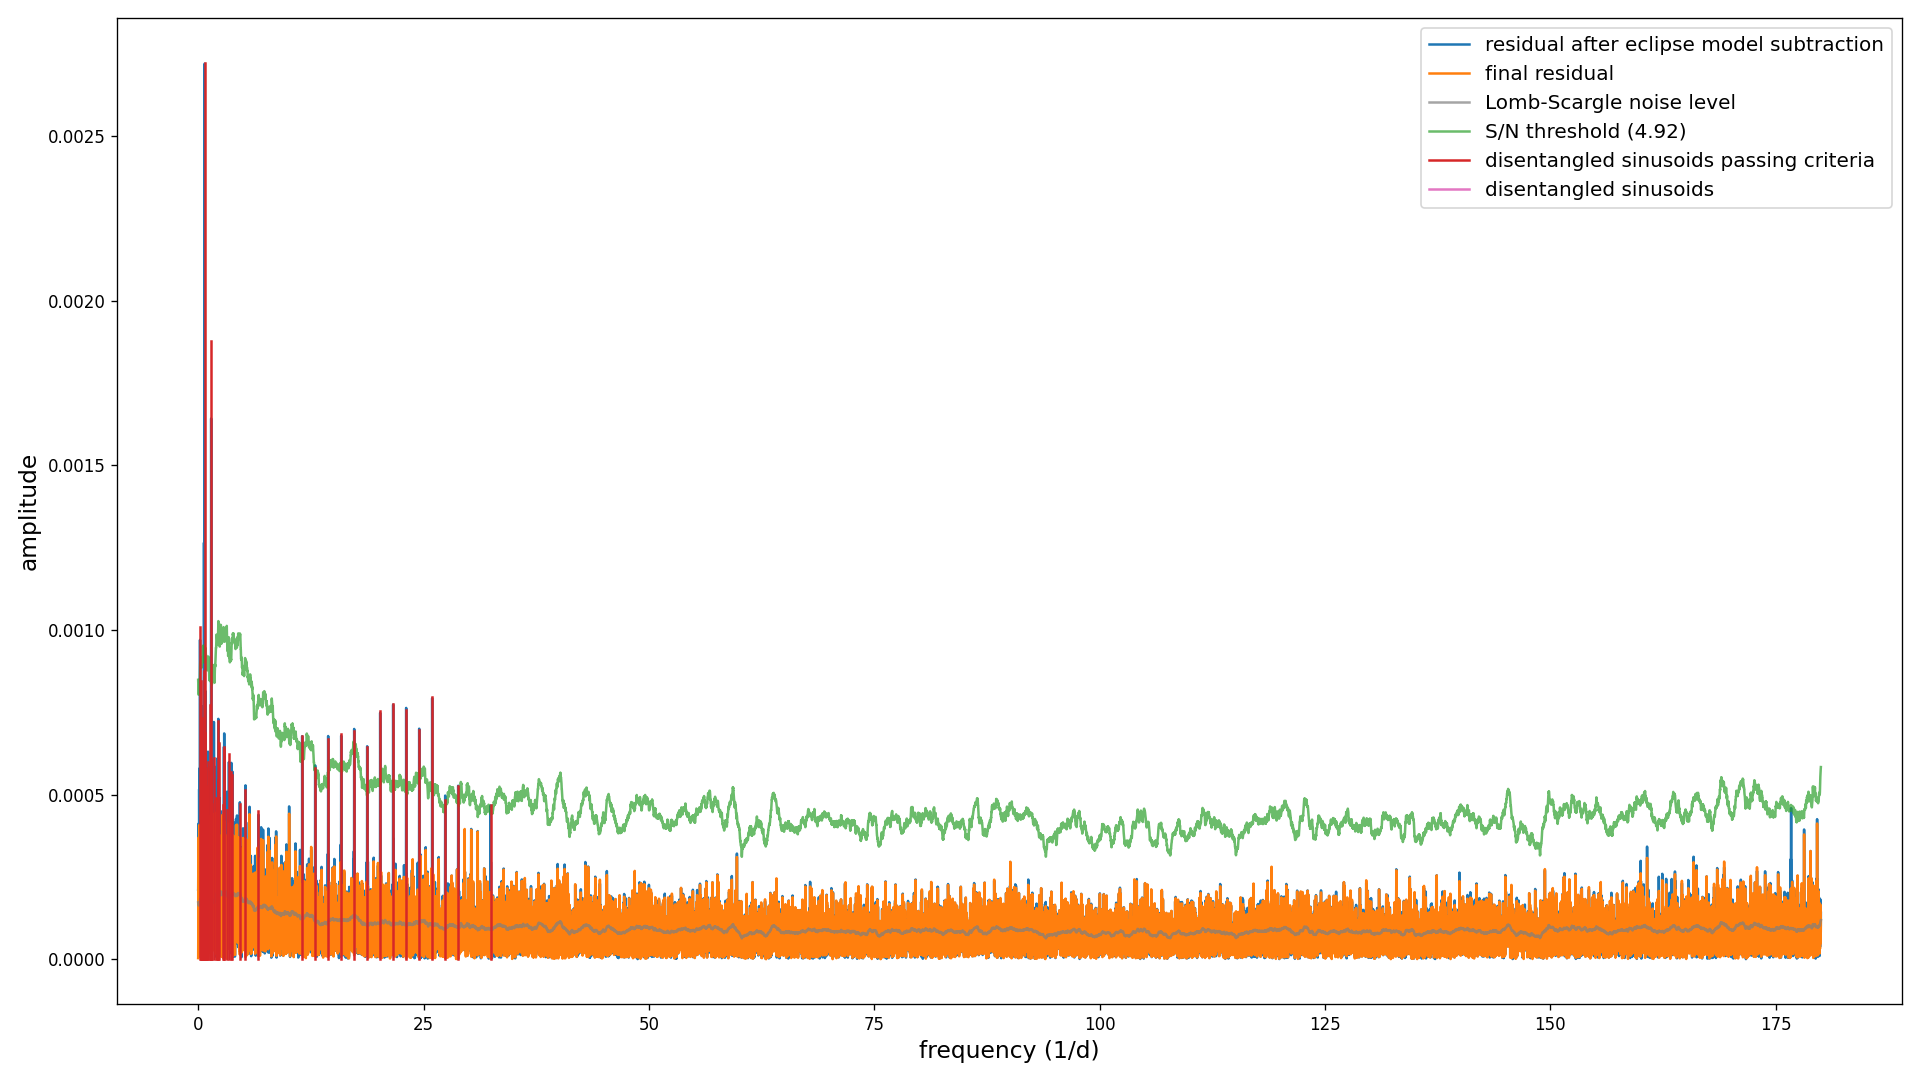 residual after eclipse model subtraction
final residual
Lomb-Scargle noise level
S/N threshold (4.92)
disentangled sinusoids passing criteria
disentangled sinusoids
0.0025
0.0020
0.0015
0.0010
0.0005
0.0000
amplitude
0 25 50 75 100 125 150 175
frequency (1/d)